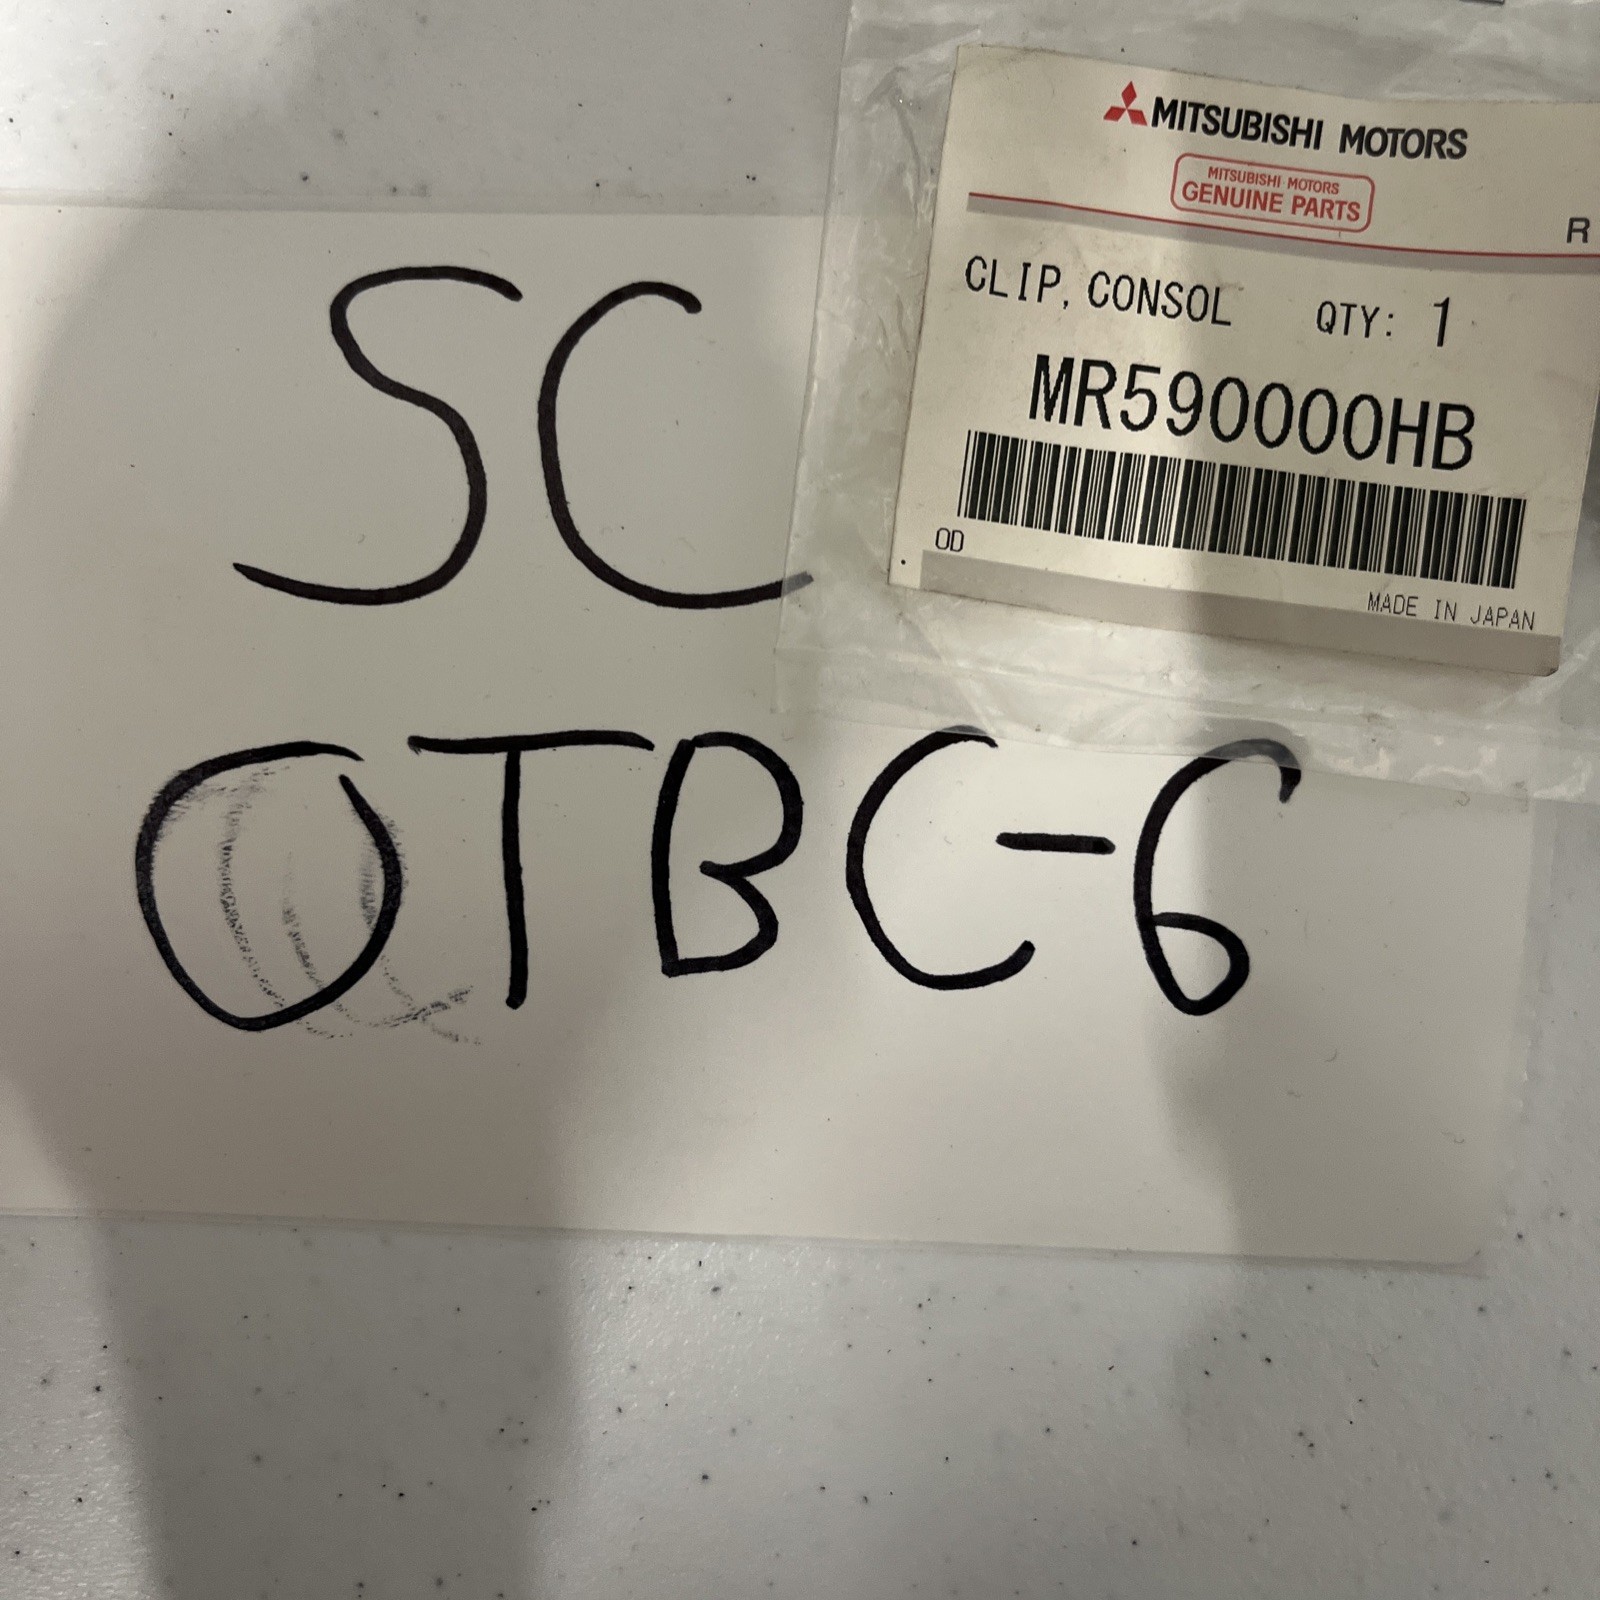 MITSUBISHI MOTORS
MITSUBISHI MOTORS
GENUINE PARTS
R
CLIP, CONSOL QTY: 1
MR590000HB
OD
MADE IN JAPAN
SC
OTBC-6